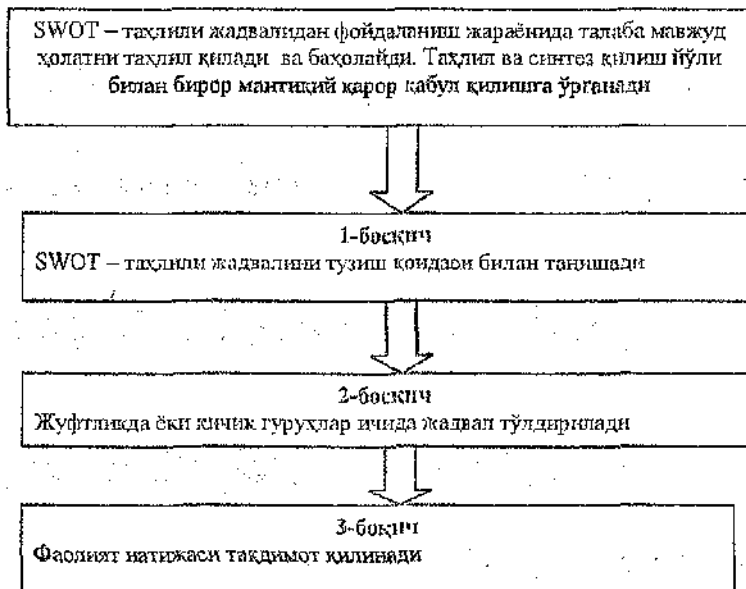 SWOT – таҳлили жадвалидан фойдаланиш жараёнида талаба мавжуд
ҳолатни таҳлил қилади ва баҳолайди. Таҳлил ва синтез қилиш йўли
билан бирор мантиқий қарор қабул қилишга ўрганади
1-босқич
SWOT – таҳлили жадвалини тузиш қоидаси билан танишади
2-босқич
Жуфтликда ёки кичик гуруҳлар ичида жадвал тўлдирилади
3-боқич
Фаолият натижаси тақдимот қилинади